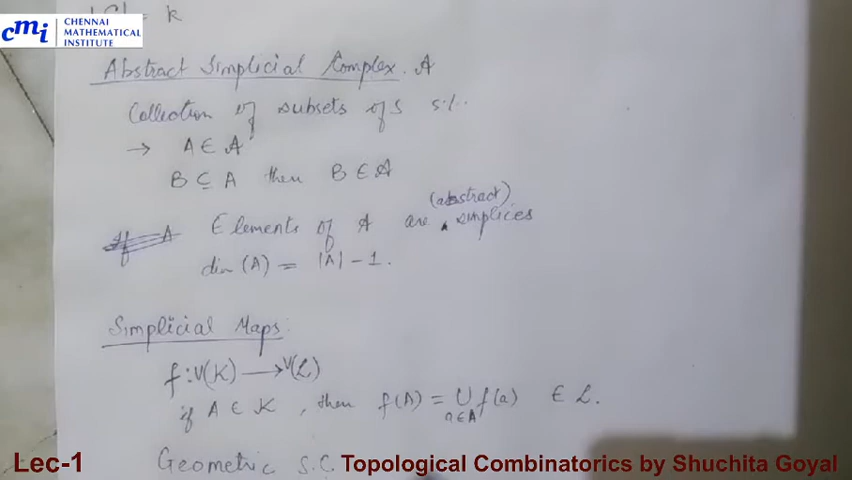 |C| = k
cmi CHENNAI
MATHEMATICAL
INSTITUTE
Abstract Simplicial Complex. 𝒜
Collection of subsets of S s.t.
→ A ∈ 𝒜
B ⊆ A then B ∈ 𝒜
(abstract)
If A Elements of 𝒜 are simplices
dim (A) = |A| - 1.
Simplicial Maps:
f : V(K) → V(L)
if A ∈ K, then f(A) = ∪ f(a) ∈ L.
a∈A
Geometric S.C.
Lec-1 Topological Combinatorics by Shuchita Goyal